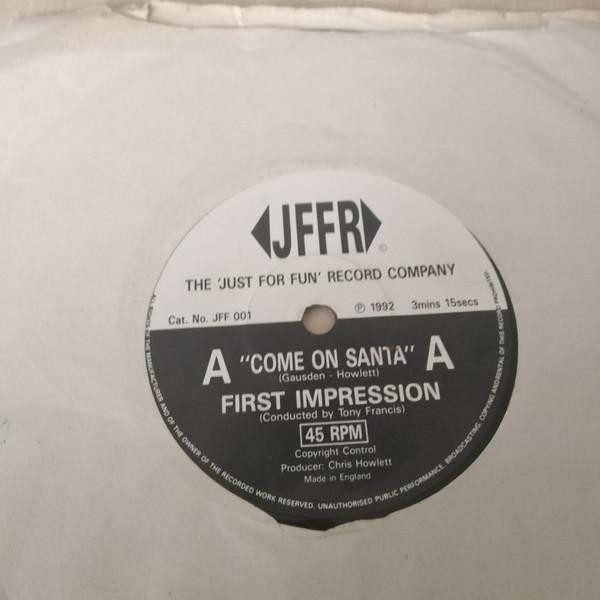 JFFR
©
THE 'JUST FOR FUN' RECORD COMPANY
Cat. No. JFF 001
℗ 1992 3mins 15secs
A "COME ON SANTA" A
(Gausden - Howlett)
FIRST IMPRESSION
(Conducted by Tony Francis)
45 RPM
Copyright Control
Producer: Chris Howlett
Made in England
ALL RIGHTS OF THE MANUFACTURER AND OF THE OWNER OF THE RECORDED WORK RESERVED. UNAUTHORISED PUBLIC PERFORMANCE, BROADCASTING, COPYING AND RENTAL OF THIS RECORD PROHIBITED.